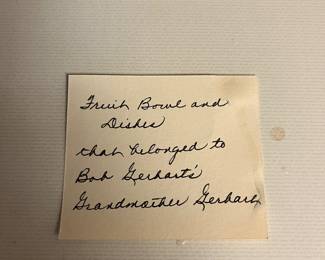 Fruit Bowl and
Dishes
that belonged to
Bob Gerhart's
Grandmother Gerhart